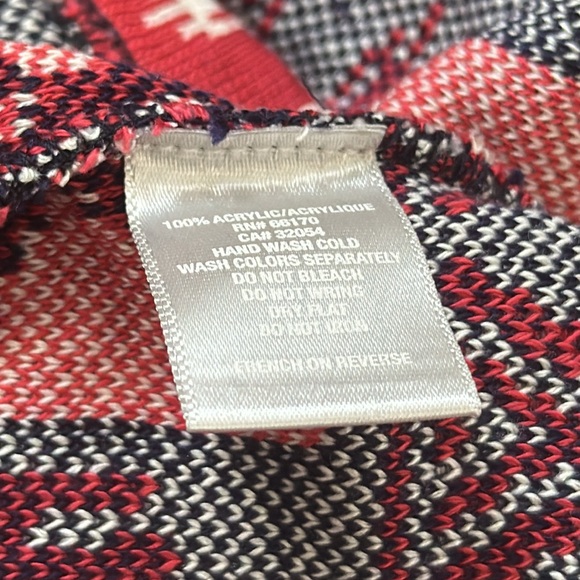 100% ACRYLIC/ACRYLIQUE
RN# 66170
CA# 32054
HAND WASH COLD
WASH COLORS SEPARATELY
DO NOT BLEACH
DO NOT WRING
DRY FLAT
DO NOT IRON
FRENCH ON REVERSE